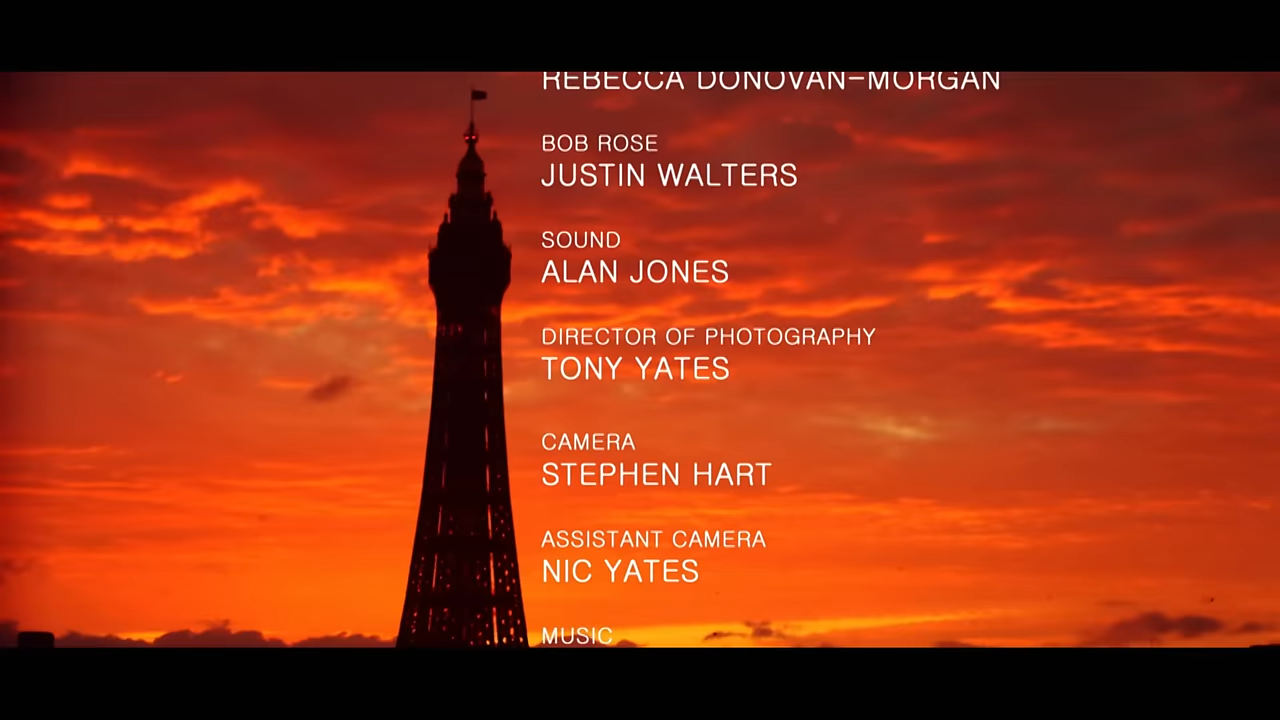 REBECCA DONOVAN-MORGAN
BOB ROSE
JUSTIN WALTERS
SOUND
ALAN JONES
DIRECTOR OF PHOTOGRAPHY
TONY YATES
CAMERA
STEPHEN HART
ASSISTANT CAMERA
NIC YATES
MUSIC